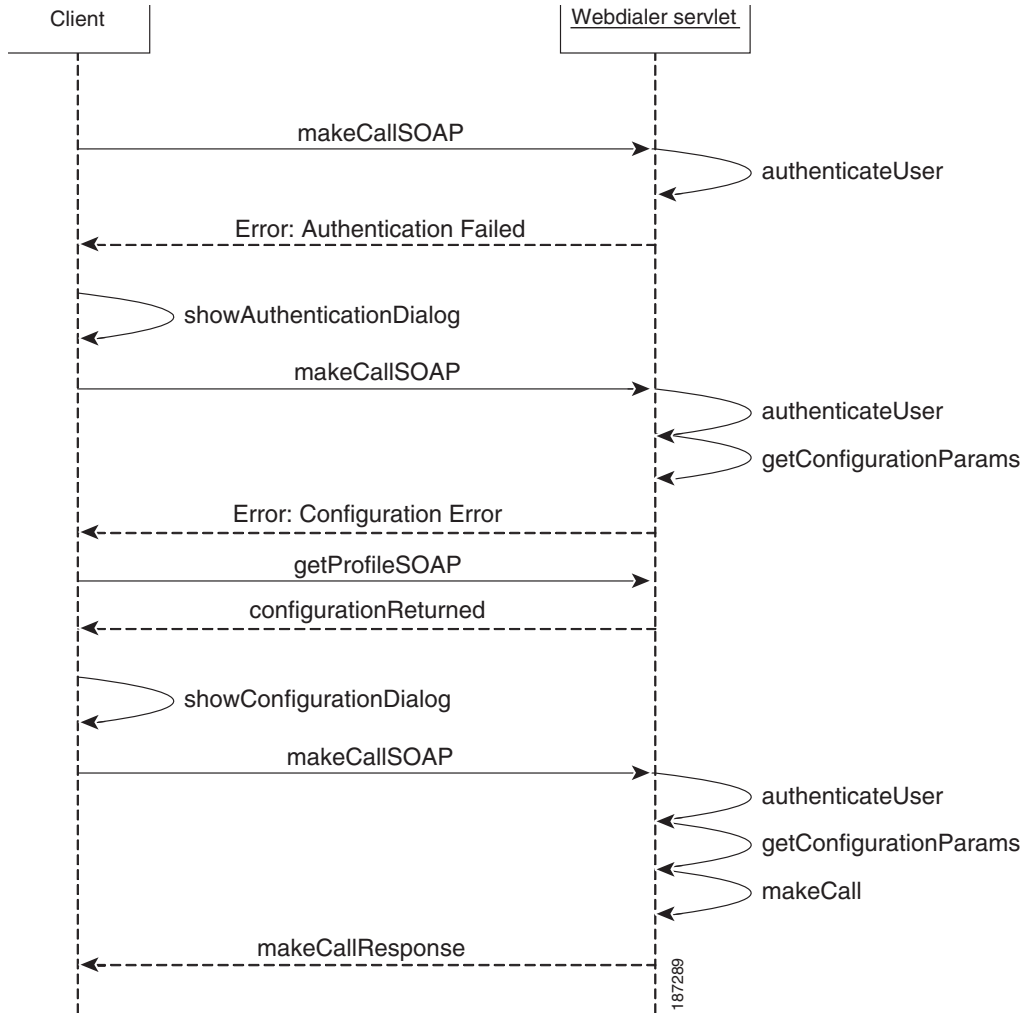 Client
Webdialer servlet
makeCallSOAP
authenticateUser
Error: Authentication Failed
showAuthenticationDialog
makeCallSOAP
authenticateUser
getConfigurationParams
Error: Configuration Error
getProfileSOAP
configurationReturned
showConfigurationDialog
makeCallSOAP
authenticateUser
getConfigurationParams
makeCall
makeCallResponse
187289